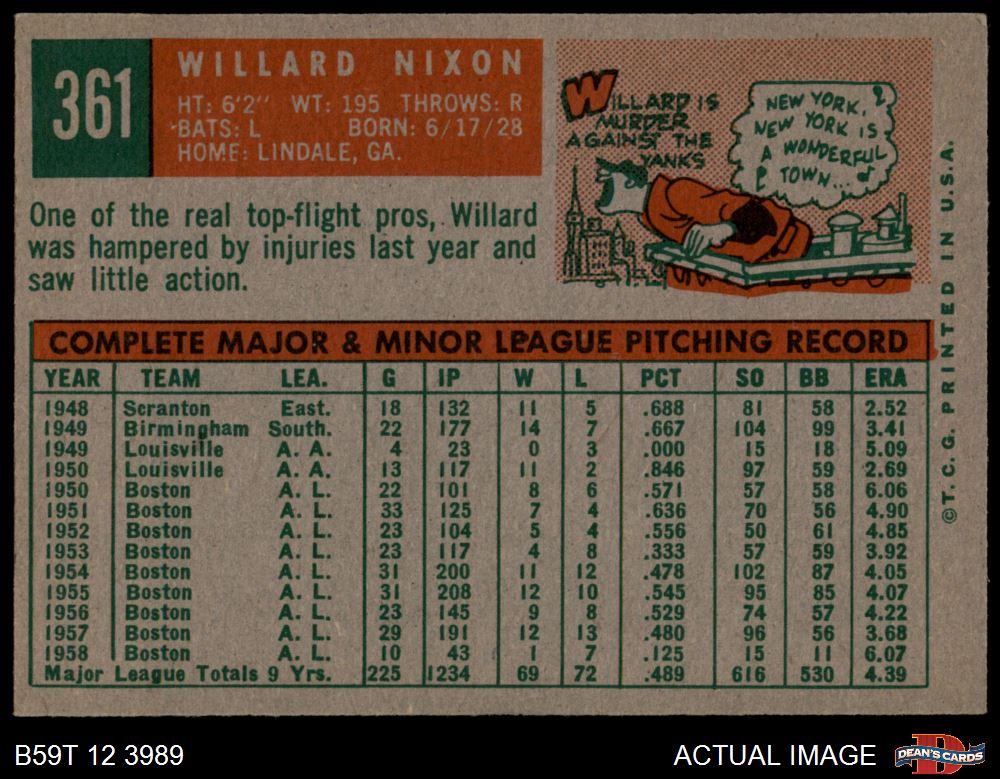 361
WILLARD NIXON
HT: 6'2" WT: 195 THROWS: R
BATS: L BORN: 6/17/28
HOME: LINDALE, GA.
WILLARD IS
MURDER
AGAINST THE
YANKS
NEW YORK,
NEW YORK IS
A WONDERFUL
TOWN...
One of the real top-flight pros, Willard
was hampered by injuries last year and
saw little action.
COMPLETE MAJOR & MINOR LEAGUE PITCHING RECORD
YEAR TEAM LEA. G IP W L PCT SO BB ERA
1948 Scranton East. 18 132 11 5 .688 81 58 2.52
1949 Birmingham South. 22 177 14 7 .667 104 99 3.41
1949 Louisville A. A. 4 23 0 3 .000 15 18 5.09
1950 Louisville A. A. 13 117 11 2 .846 97 59 2.69
1950 Boston A. L. 22 101 8 6 .571 57 58 6.06
1951 Boston A. L. 33 125 7 4 .636 70 56 4.90
1952 Boston A. L. 23 104 5 4 .556 50 61 4.85
1953 Boston A. L. 23 117 4 8 .333 57 59 3.92
1954 Boston A. L. 31 200 11 12 .478 102 87 4.05
1955 Boston A. L. 31 208 12 10 .545 95 85 4.07
1956 Boston A. L. 23 145 9 8 .529 74 57 4.22
1957 Boston A. L. 29 191 12 13 .480 96 56 3.68
1958 Boston A. L. 10 43 1 7 .125 15 11 6.07
Major League Totals 9 Yrs. 225 1234 69 72 .489 616 530 4.39
©T.C.G. PRINTED IN U.S.A.
B59T 12 3989
ACTUAL IMAGE
DEAN'S CARDS